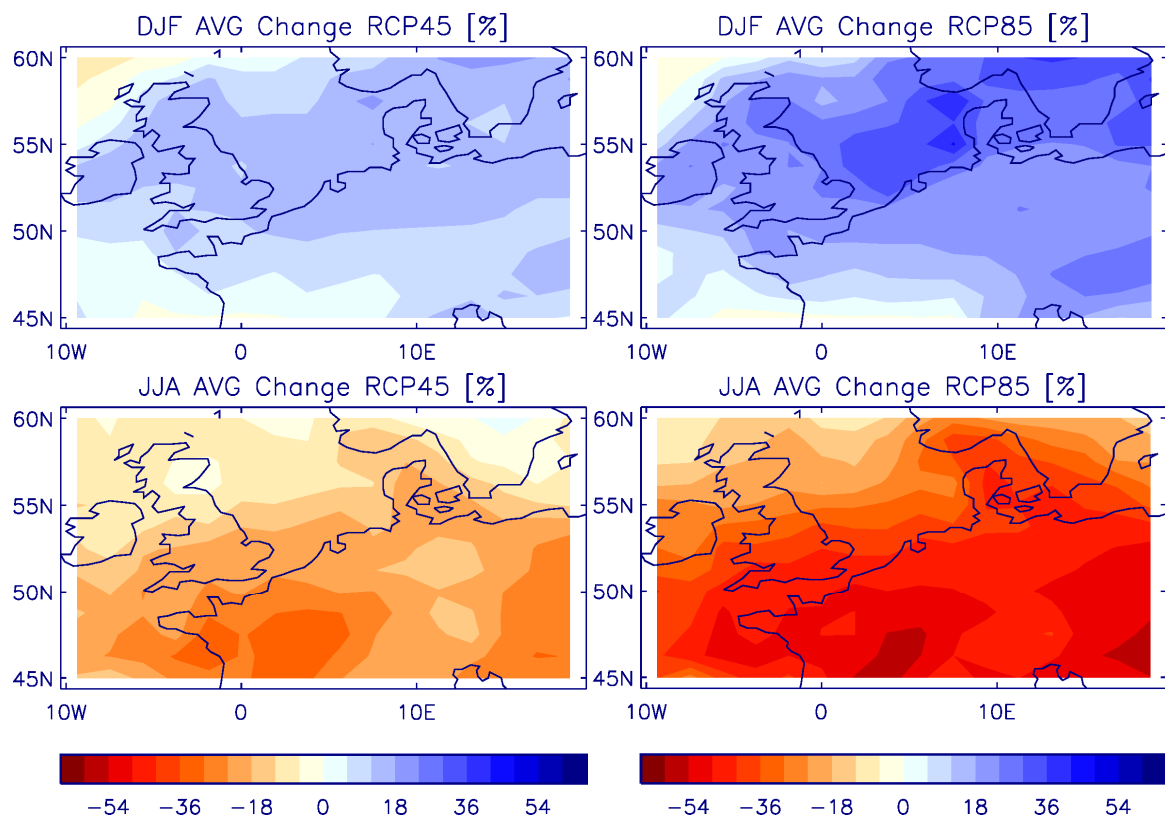 DJF AVG Change RCP45 [%]
DJF AVG Change RCP85 [%]
60N
55N
50N
45N
10W 0 10E
60N
55N
50N
45N
10W 0 10E
JJA AVG Change RCP45 [%]
JJA AVG Change RCP85 [%]
60N
55N
50N
45N
10W 0 10E
60N
55N
50N
45N
10W 0 10E
−54 −36 −18 0 18 36 54
−54 −36 −18 0 18 36 54